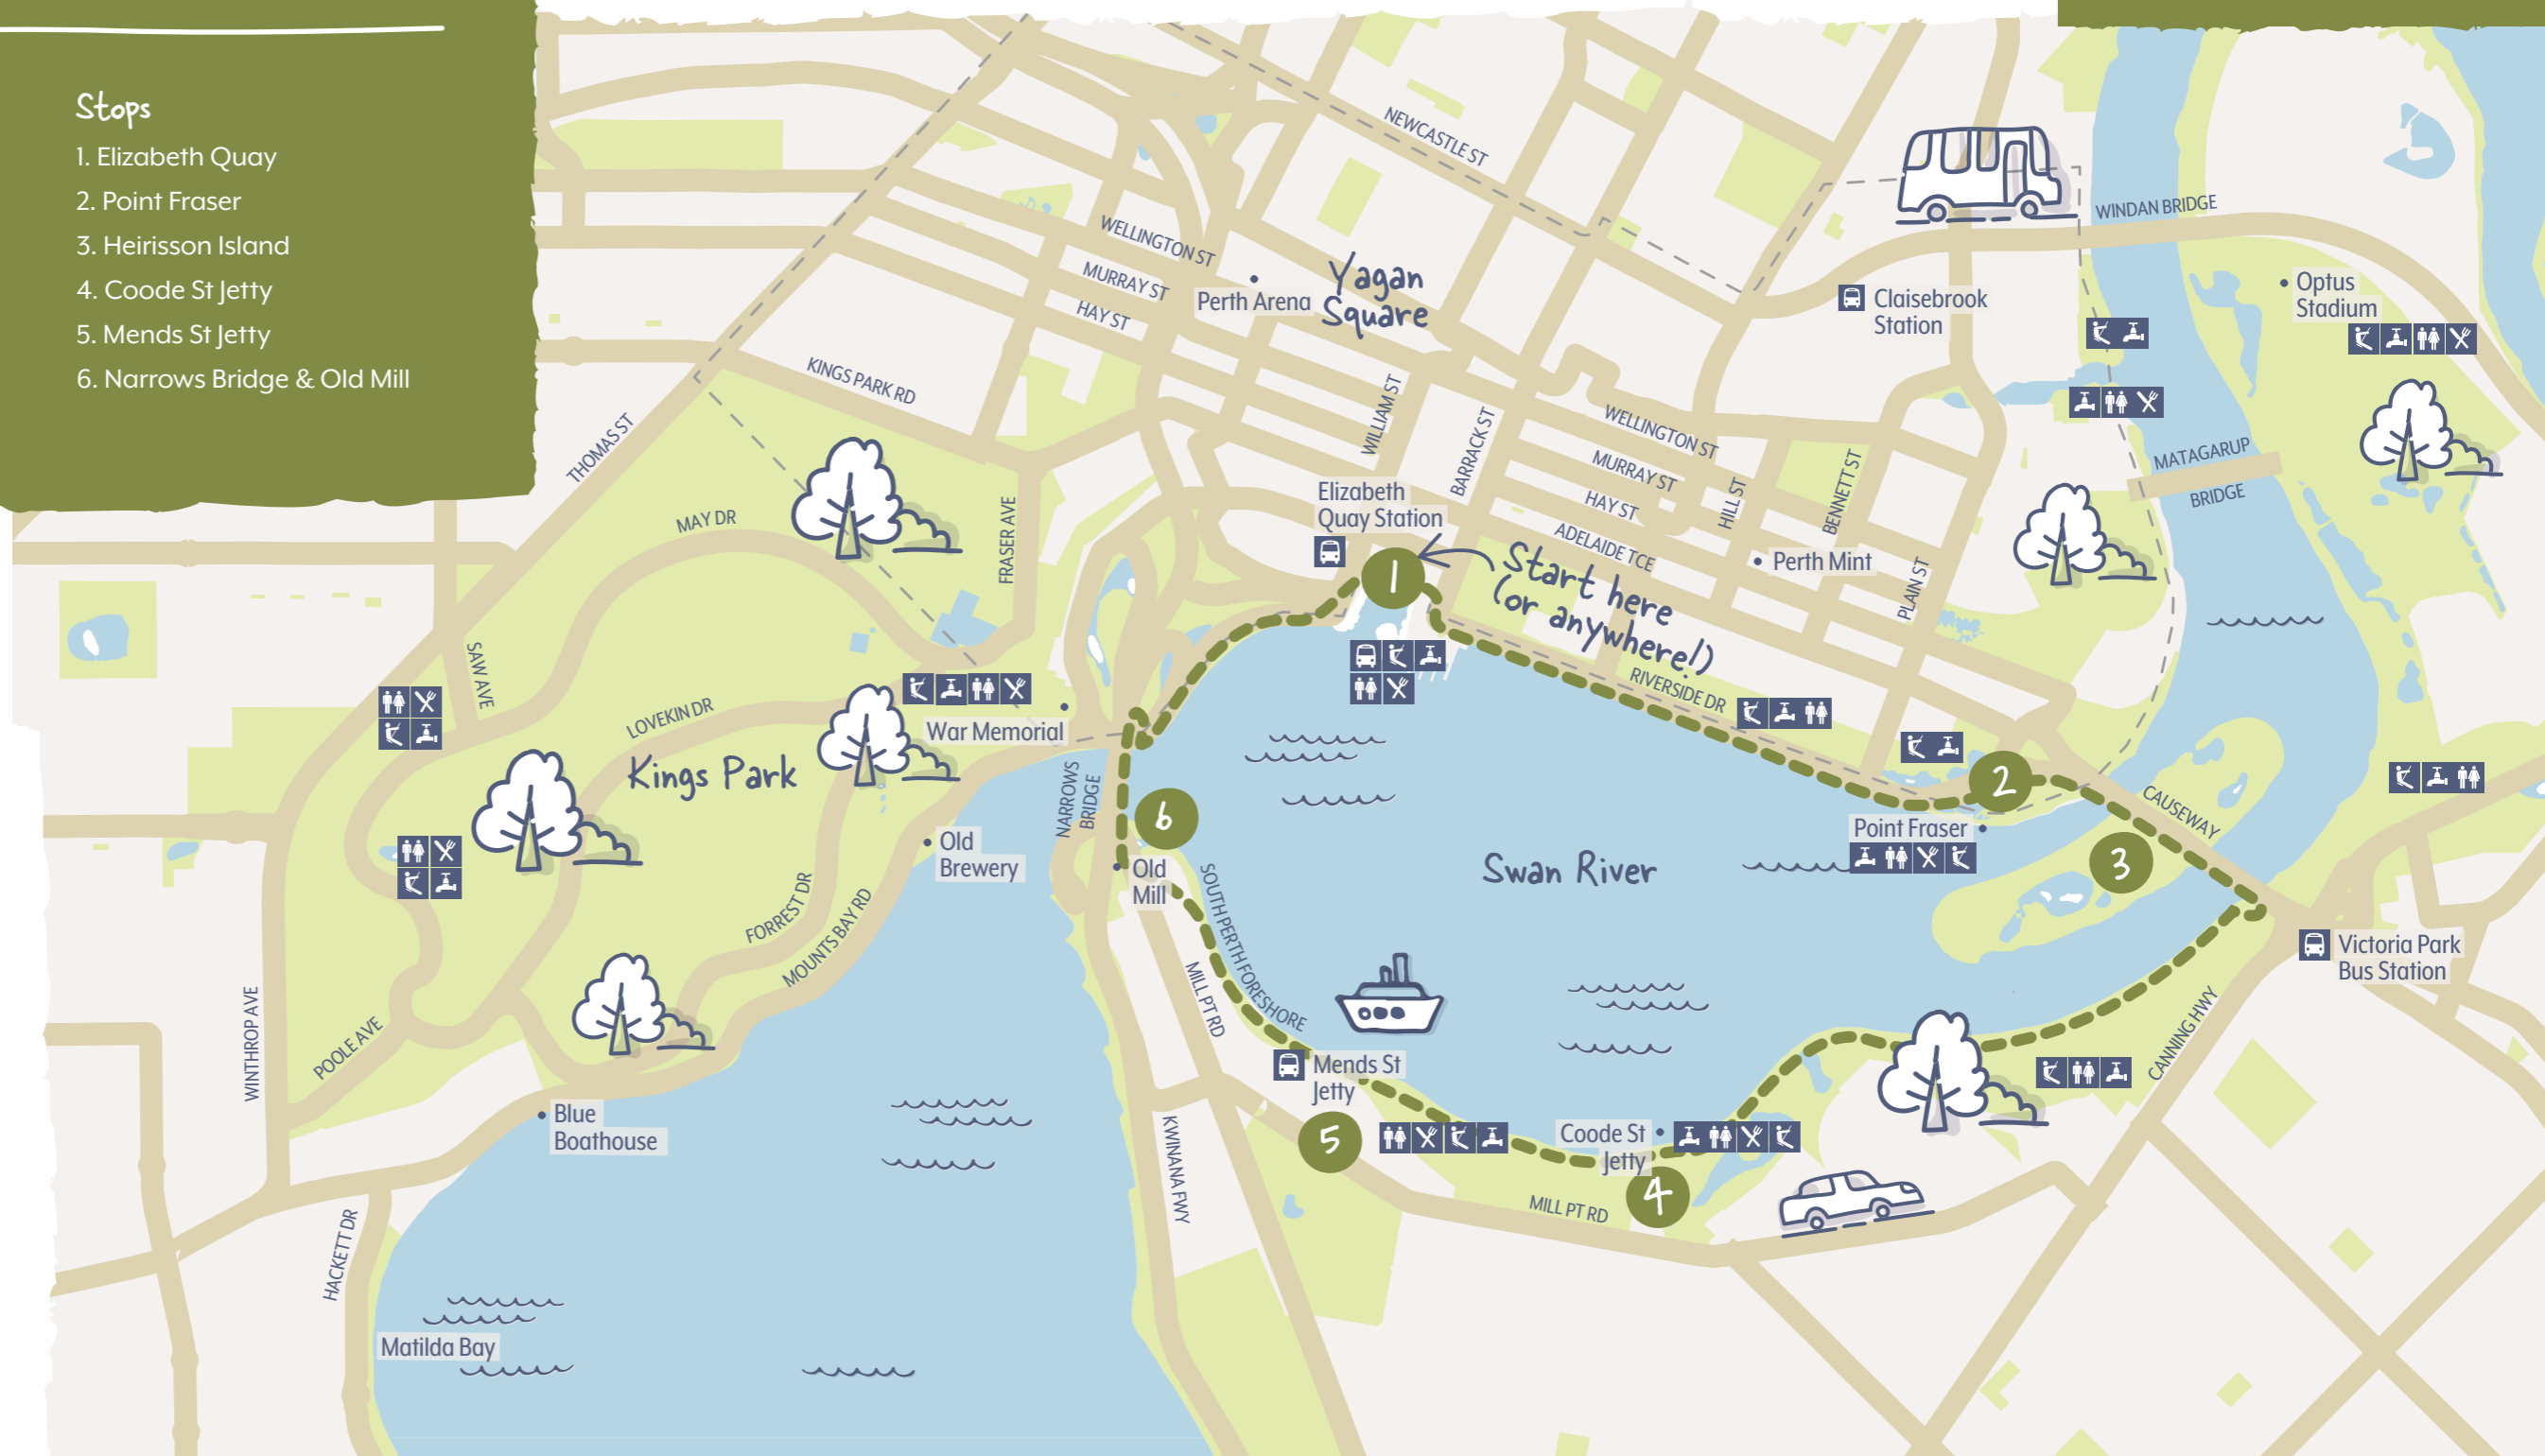 Stops
1. Elizabeth Quay
2. Point Fraser
3. Heirisson Island
4. Coode St Jetty
5. Mends St Jetty
6. Narrows Bridge & Old Mill
NEWCASTLE ST
WINDAN BRIDGE
WELLINGTON ST
MURRAY ST
HAY ST
Perth Arena
Yagan
Square
Claisebrook
Station
Optus
Stadium
KINGS PARK RD
THOMAS ST
WILLIAM ST
BARRACK ST
WELLINGTON ST
MURRAY ST
HAY ST
ADELAIDE TCE
HILL ST
BENNETT ST
PLAIN ST
MATAGARUP
BRIDGE
MAY DR
FRASER AVE
Elizabeth
Quay Station
1
Start here
(or anywhere!)
Perth Mint
RIVERSIDE DR
SAW AVE
LOVEKIN DR
War Memorial
Kings Park
NARROWS
BRIDGE
6
2
CAUSEWAY
Point Fraser
3
Old
Brewery
Old
Mill
Swan River
SOUTH PERTH FORESHORE
FORREST DR
MOUNTS BAY RD
MILL PT RD
Victoria Park
Bus Station
CANNING HWY
WINTHROP AVE
POOLE AVE
Mends St
Jetty
5
Blue
Boathouse
Coode St
Jetty
4
KWINANA FWY
MILL PT RD
HACKETT DR
Matilda Bay